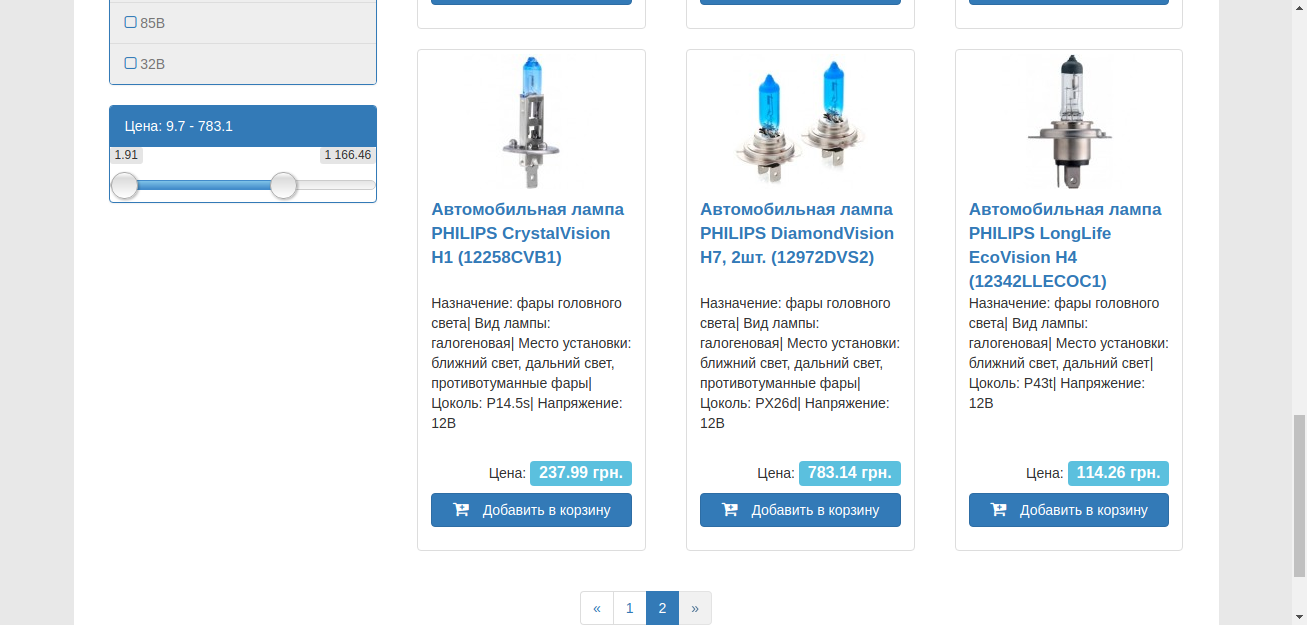 85В
32В
Цена: 9.7 - 783.1
1.91
1 166.46
Автомобильная лампа
PHILIPS CrystalVision
H1 (12258CVB1)
Назначение: фары головного
света| Вид лампы:
галогеновая| Место установки:
ближний свет, дальний свет,
противотуманные фары|
Цоколь: P14.5s| Напряжение:
12В
Цена: 237.99 грн.
Добавить в корзину
Автомобильная лампа
PHILIPS DiamondVision
H7, 2шт. (12972DVS2)
Назначение: фары головного
света| Вид лампы:
галогеновая| Место установки:
ближний свет, дальний свет,
противотуманные фары|
Цоколь: PX26d| Напряжение:
12В
Цена: 783.14 грн.
Добавить в корзину
Автомобильная лампа
PHILIPS LongLife
EcoVision H4
(12342LLECOC1)
Назначение: фары головного
света| Вид лампы:
галогеновая| Место установки:
ближний свет, дальний свет|
Цоколь: P43t| Напряжение:
12В
Цена: 114.26 грн.
Добавить в корзину
« 1 2 »